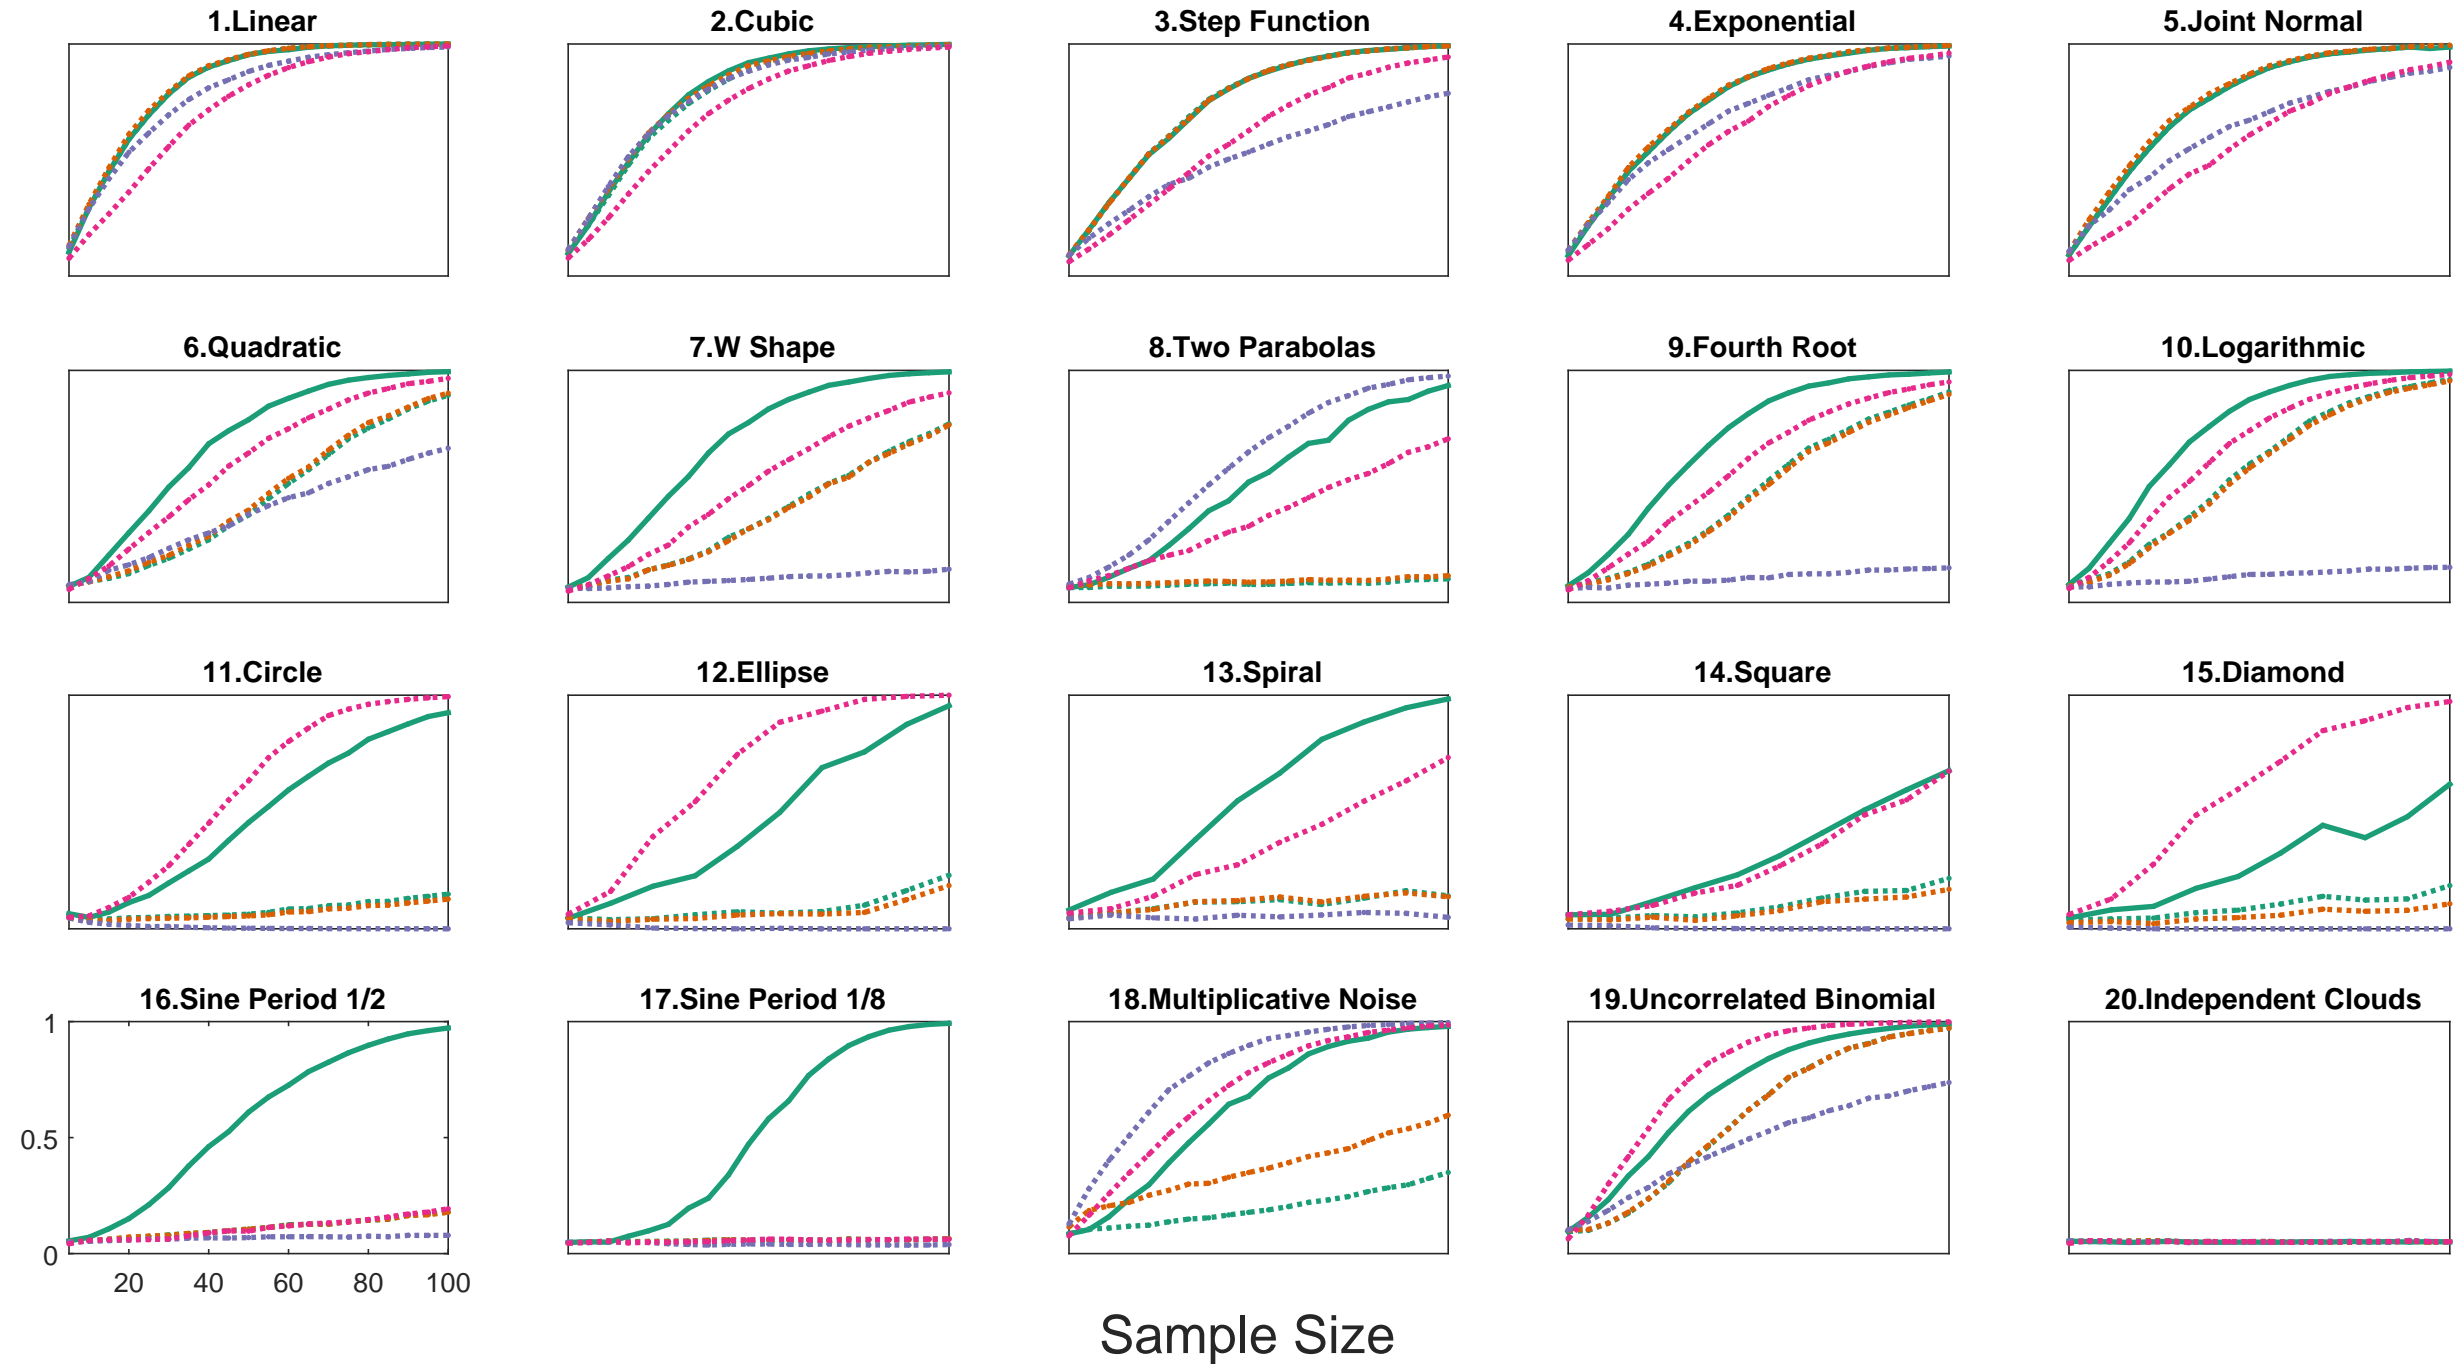 1.Linear
2.Cubic
3.Step Function
4.Exponential
5.Joint Normal
6.Quadratic
7.W Shape
8.Two Parabolas
9.Fourth Root
10.Logarithmic
11.Circle
12.Ellipse
13.Spiral
14.Square
15.Diamond
16.Sine Period 1/2
17.Sine Period 1/8
18.Multiplicative Noise
19.Uncorrelated Binomial
20.Independent Clouds
1
0.5
0
20 40 60 80 100
Sample Size